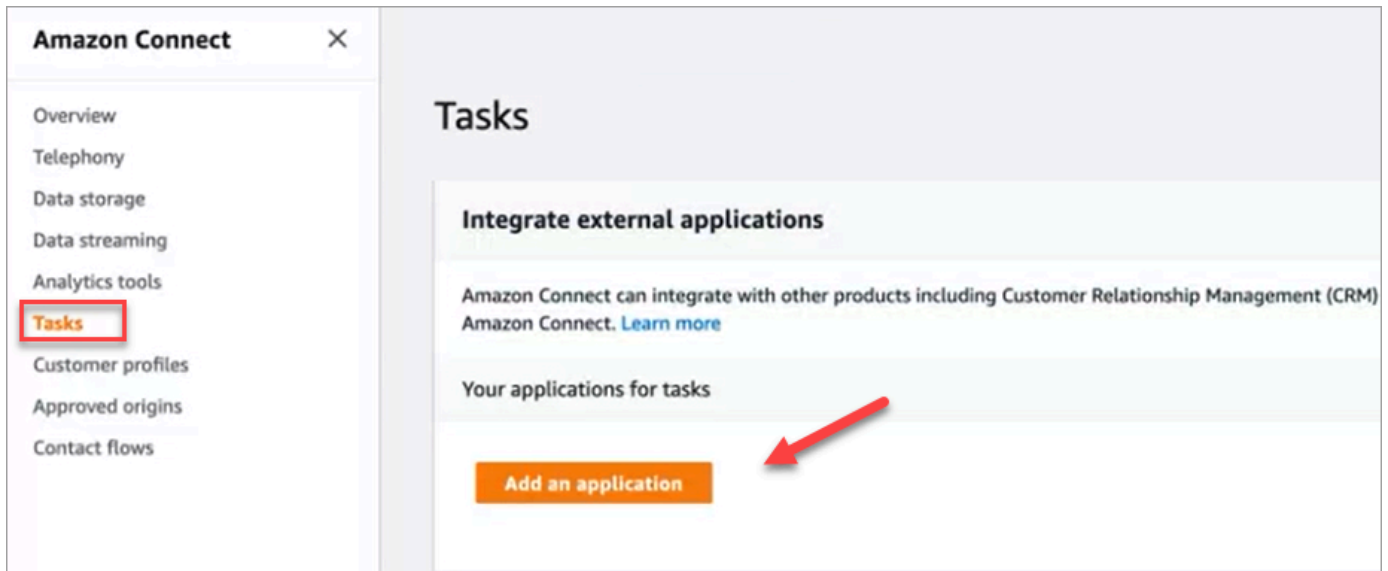 Amazon Connect
Overview
Telephony
Data storage
Data streaming
Analytics tools
Tasks
Customer profiles
Approved origins
Contact flows
Tasks
Integrate external applications
Amazon Connect can integrate with other products including Customer Relationship Management (CRM)
Amazon Connect. Learn more
Your applications for tasks
Add an application